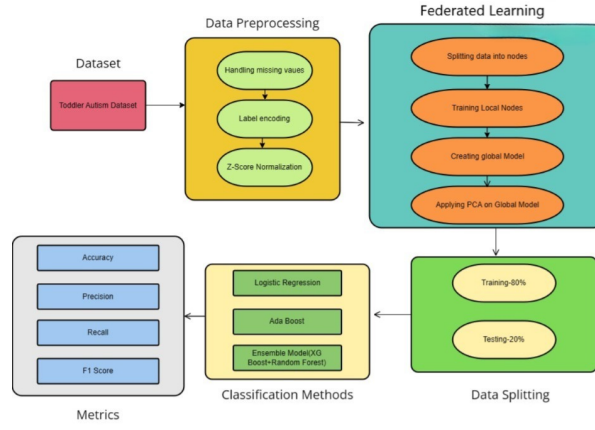 Dataset
Toddler Autism Dataset
Data Preprocessing
Handling missing vaues
Label encoding
Z-Score Normalization
Federated Learning
Splitting data into nodes
Training Local Nodes
Creating global Model
Applying PCA on Global Model
Training-80%
Testing-20%
Data Splitting
Logistic Regression
Ada Boost
Ensemble Model(XG
Boost+Random Forest)
Classification Methods
Accuracy
Precision
Recall
F1 Score
Metrics